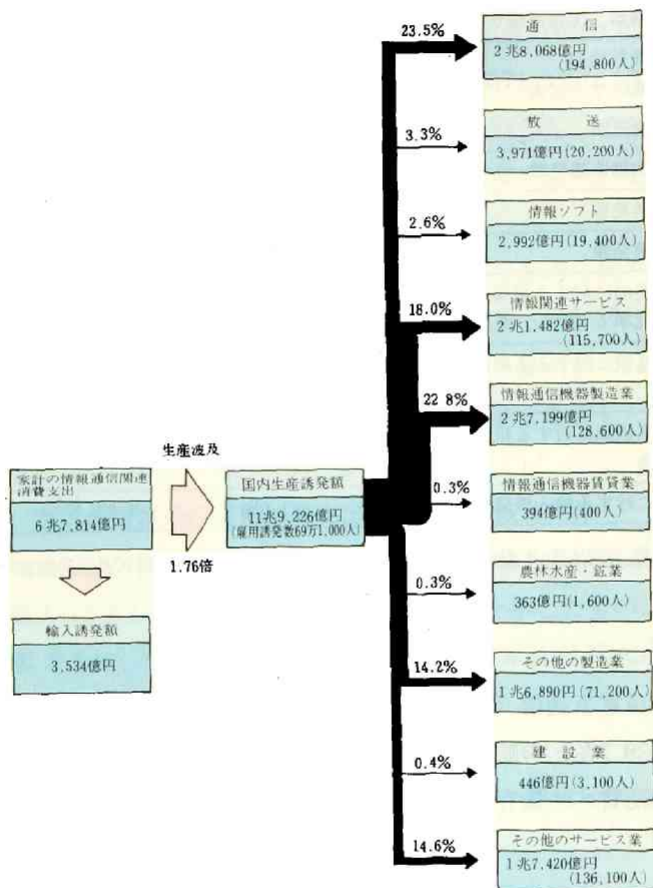 23.5%
通信
2兆8,068億円
(194,800人)
3.3%
放送
3,971億円(20,200人)
2.6%
情報ソフト
2,992億円(19,400人)
18.0%
情報関連サービス
2兆1,482億円
(115,700人)
22.8%
情報通信機器製造業
2兆7,199億円
(128,600人)
家計の情報通信関連
消費支出
6兆7,814億円
生産波及
1.76倍
国内生産誘発額
11兆9,226億円
(雇用誘発数69万1,000人)
0.3%
情報通信機器賃貸業
394億円(400人)
輸入誘発額
3,534億円
0.3%
農林水産・鉱業
363億円(1,600人)
14.2%
その他の製造業
1兆6,890円(71,200人)
0.4%
建設業
446億円(3,100人)
14.6%
その他のサービス業
1兆7,420億円
(136,100人)